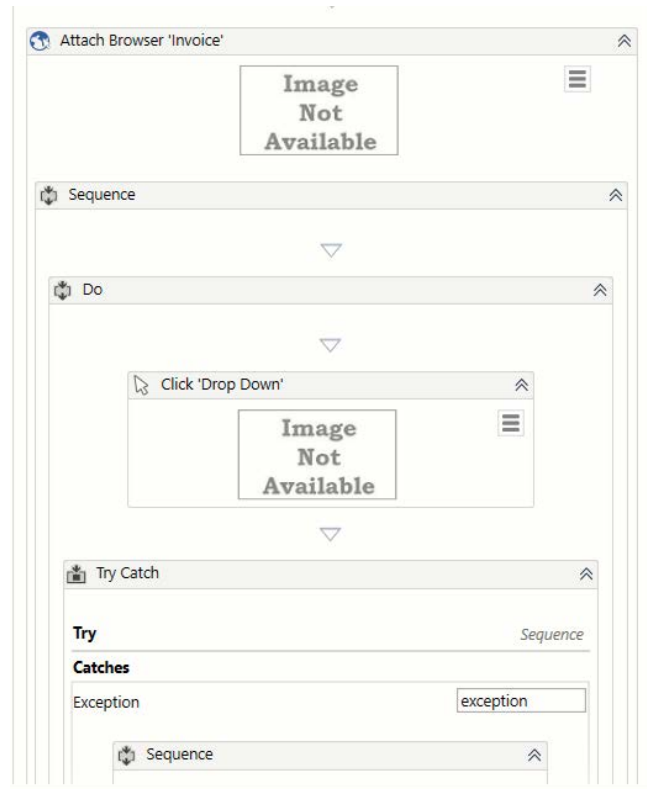 Attach Browser 'Invoice'
Image
Not
Available
Sequence
Do
Click 'Drop Down'
Image
Not
Available
Try Catch
Try Sequence
Catches
Exception exception
Sequence